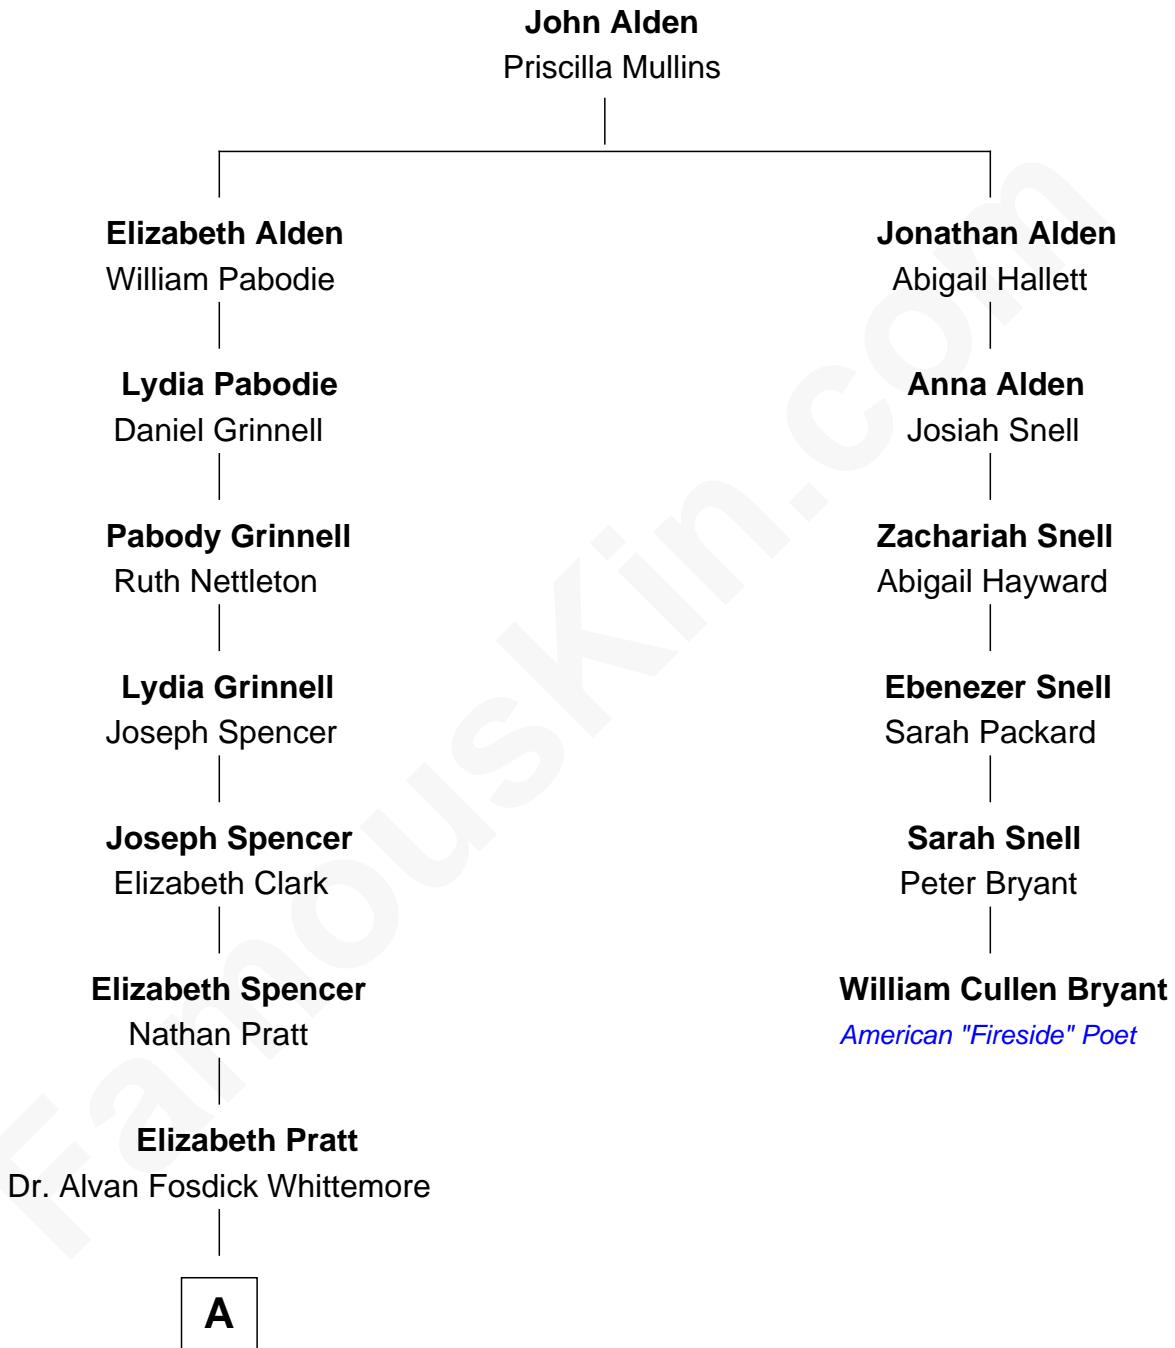 John Alden
Priscilla Mullins
Elizabeth Alden
William Pabodie
Jonathan Alden
Abigail Hallett
Lydia Pabodie
Daniel Grinnell
Anna Alden
Josiah Snell
Pabody Grinnell
Ruth Nettleton
Zachariah Snell
Abigail Hayward
Lydia Grinnell
Joseph Spencer
Ebenezer Snell
Sarah Packard
Joseph Spencer
Elizabeth Clark
Sarah Snell
Peter Bryant
Elizabeth Spencer
Nathan Pratt
William Cullen Bryant
American "Fireside" Poet
Elizabeth Pratt
Dr. Alvan Fosdick Whittemore
A
FamousKin.com